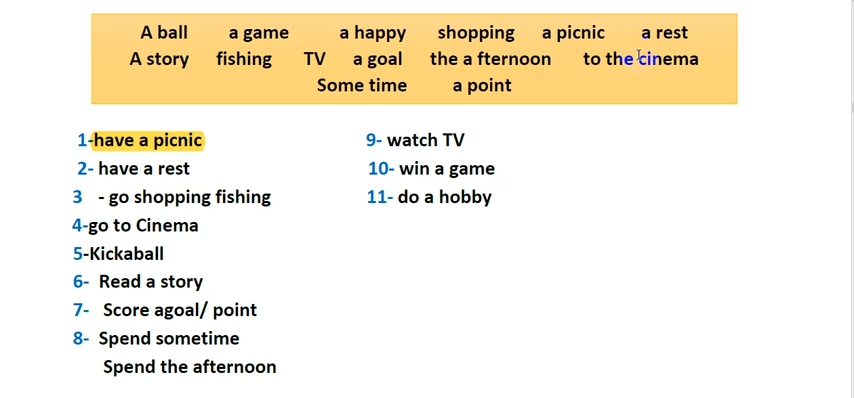 A ball a game a happy shopping a picnic a rest
A story fishing TV a goal the a fternoon to the cinema
Some time a point
1-have a picnic
2- have a rest
3 - go shopping fishing
4-go to Cinema
5-Kickaball
6- Read a story
7- Score agoal/ point
8- Spend sometime
Spend the afternoon
9- watch TV
10- win a game
11- do a hobby